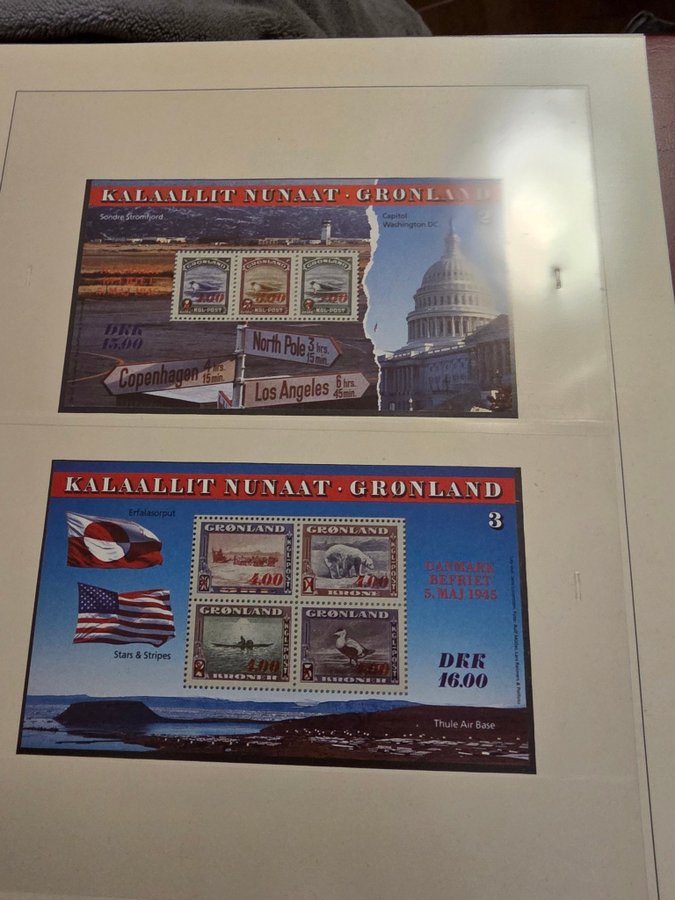 KALAALLIT NUNAAT · GRØNLAND
2
Søndre Strømfjord
Capitol
Washington DC.
GRØNLAND GRØNLAND GRØNLAND
KGL-POST KGL-POST KGL-POST
DKK
15.00
North Pole 3 hrs.
15 min.
Copenhagen 4 hrs.
15 min.
Los Angeles 6 hrs.
45 min.
KALAALLIT NUNAAT · GRØNLAND
3
Erfalasorput
GRØNLAND GRØNLAND
4.00 4.00
KRONE
DANMARK
BEFRIET
5. MAJ 1945
GRØNLAND GRØNLAND
4.00
KRONER KRONER
Stars & Stripes
DKK
16.00
Thule Air Base